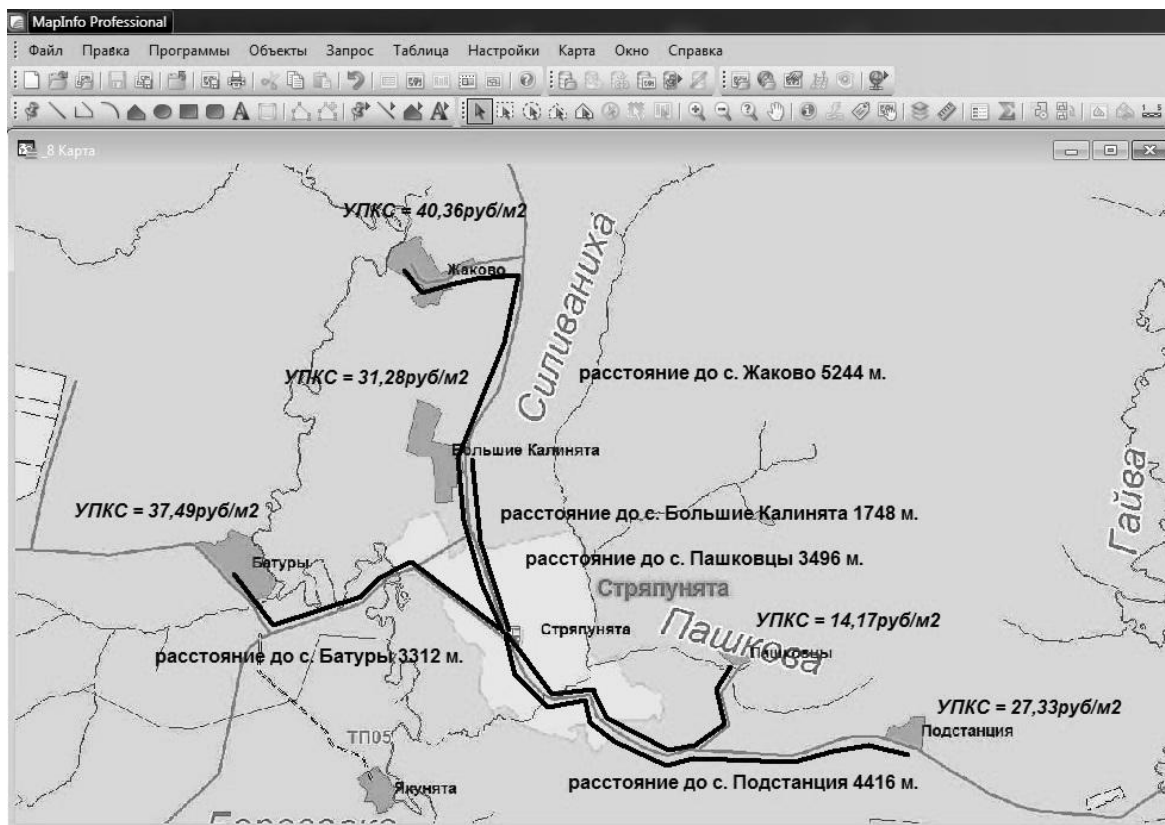 MapInfo Professional
Файл Правка Программы Объекты Запрос Таблица Настройки Карта Окно Справка
_8 Карта
УПКС = 40,36руб/м2
Жаково
Силиваниха
расстояние до с. Жаково 5244 м.
УПКС = 31,28руб/м2
Большие Калинята
Гайва
УПКС = 37,49руб/м2
расстояние до с. Большие Калинята 1748 м.
Батуры
расстояние до с. Пашковцы 3496 м.
Стряпунята
УПКС = 14,17руб/м2
Стряпунята
Пашкова
Пашковцы
расстояние до с. Батуры 3312 м.
УПКС = 27,33руб/м2
Подстанция
ТП05
расстояние до с. Подстанция 4416 м.
Якунята